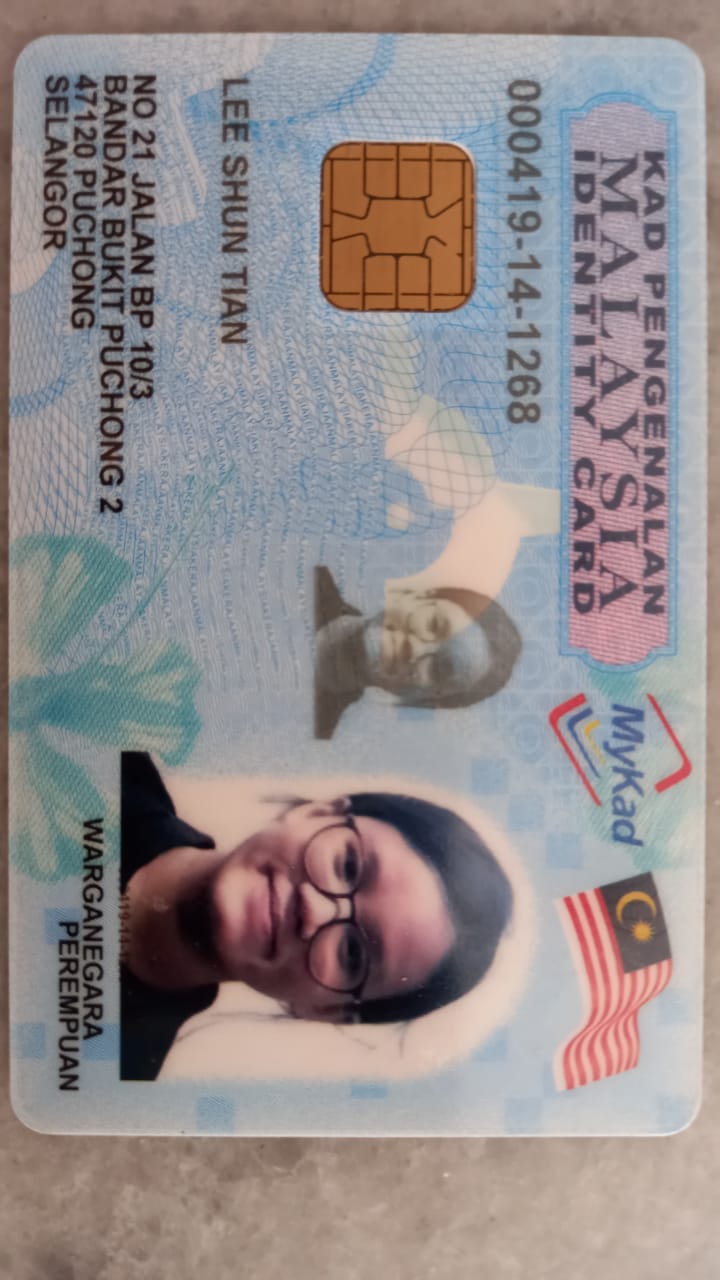 KAD PENGENALAN
MALAYSIA
IDENTITY CARD
MyKad
000419-14-1268
LEE SHUN TIAN
NO 21 JALAN BP 10/3
BANDAR BUKIT PUCHONG 2
47120 PUCHONG
SELANGOR
WARGANEGARA
PEREMPUAN